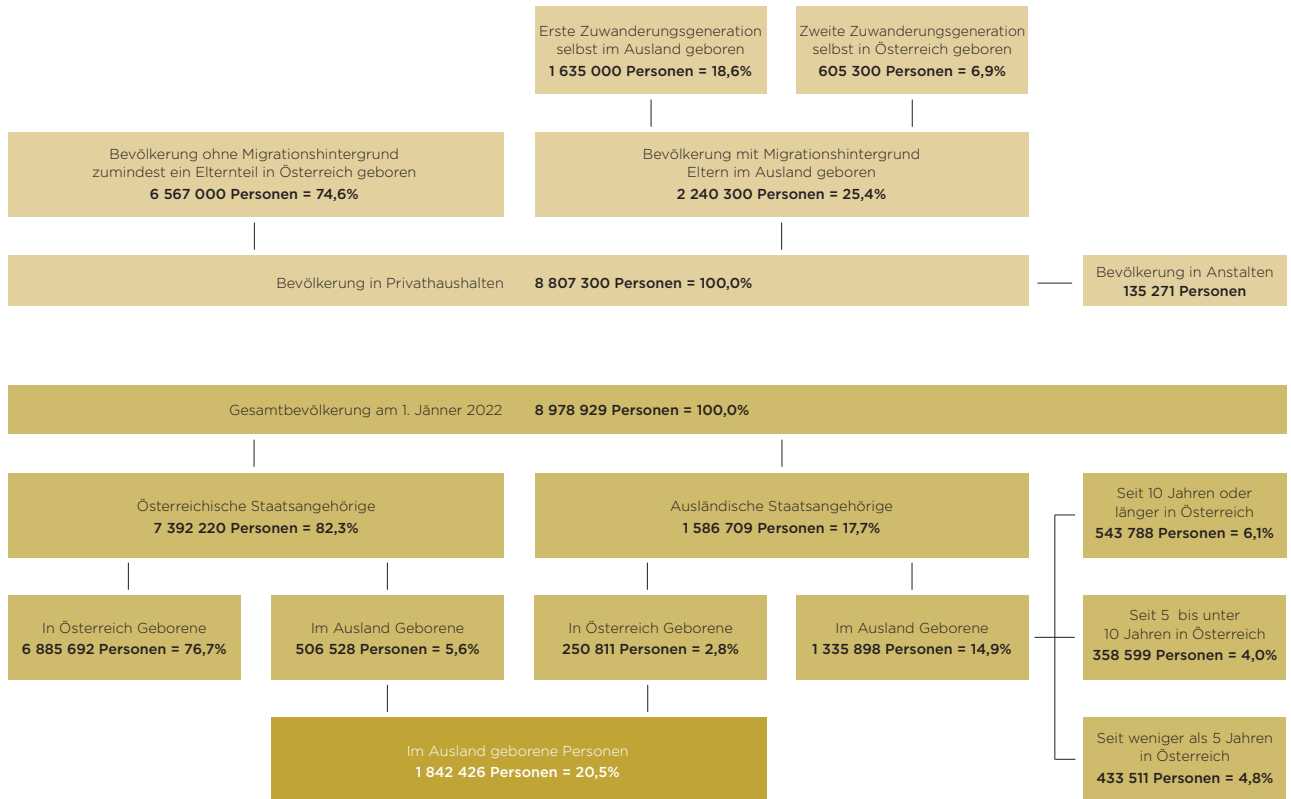 Erste Zuwanderungsgeneration
selbst im Ausland geboren
1 635 000 Personen = 18,6%
Zweite Zuwanderungsgeneration
selbst in Österreich geboren
605 300 Personen = 6,9%
Bevölkerung ohne Migrationshintergrund
zumindest ein Elternteil in Österreich geboren
6 567 000 Personen = 74,6%
Bevölkerung mit Migrationshintergrund
Eltern im Ausland geboren
2 240 300 Personen = 25,4%
Bevölkerung in Privathaushalten 8 807 300 Personen = 100,0%
Bevölkerung in Anstalten
135 271 Personen
Gesamtbevölkerung am 1. Jänner 2022 8 978 929 Personen = 100,0%
Österreichische Staatsangehörige
7 392 220 Personen = 82,3%
Ausländische Staatsangehörige
1 586 709 Personen = 17,7%
Seit 10 Jahren oder
länger in Österreich
543 788 Personen = 6,1%
In Österreich Geborene
6 885 692 Personen = 76,7%
Im Ausland Geborene
506 528 Personen = 5,6%
In Österreich Geborene
250 811 Personen = 2,8%
Im Ausland Geborene
1 335 898 Personen = 14,9%
Seit 5 bis unter
10 Jahren in Österreich
358 599 Personen = 4,0%
Im Ausland geborene Personen
1 842 426 Personen = 20,5%
Seit weniger als 5 Jahren
in Österreich
433 511 Personen = 4,8%